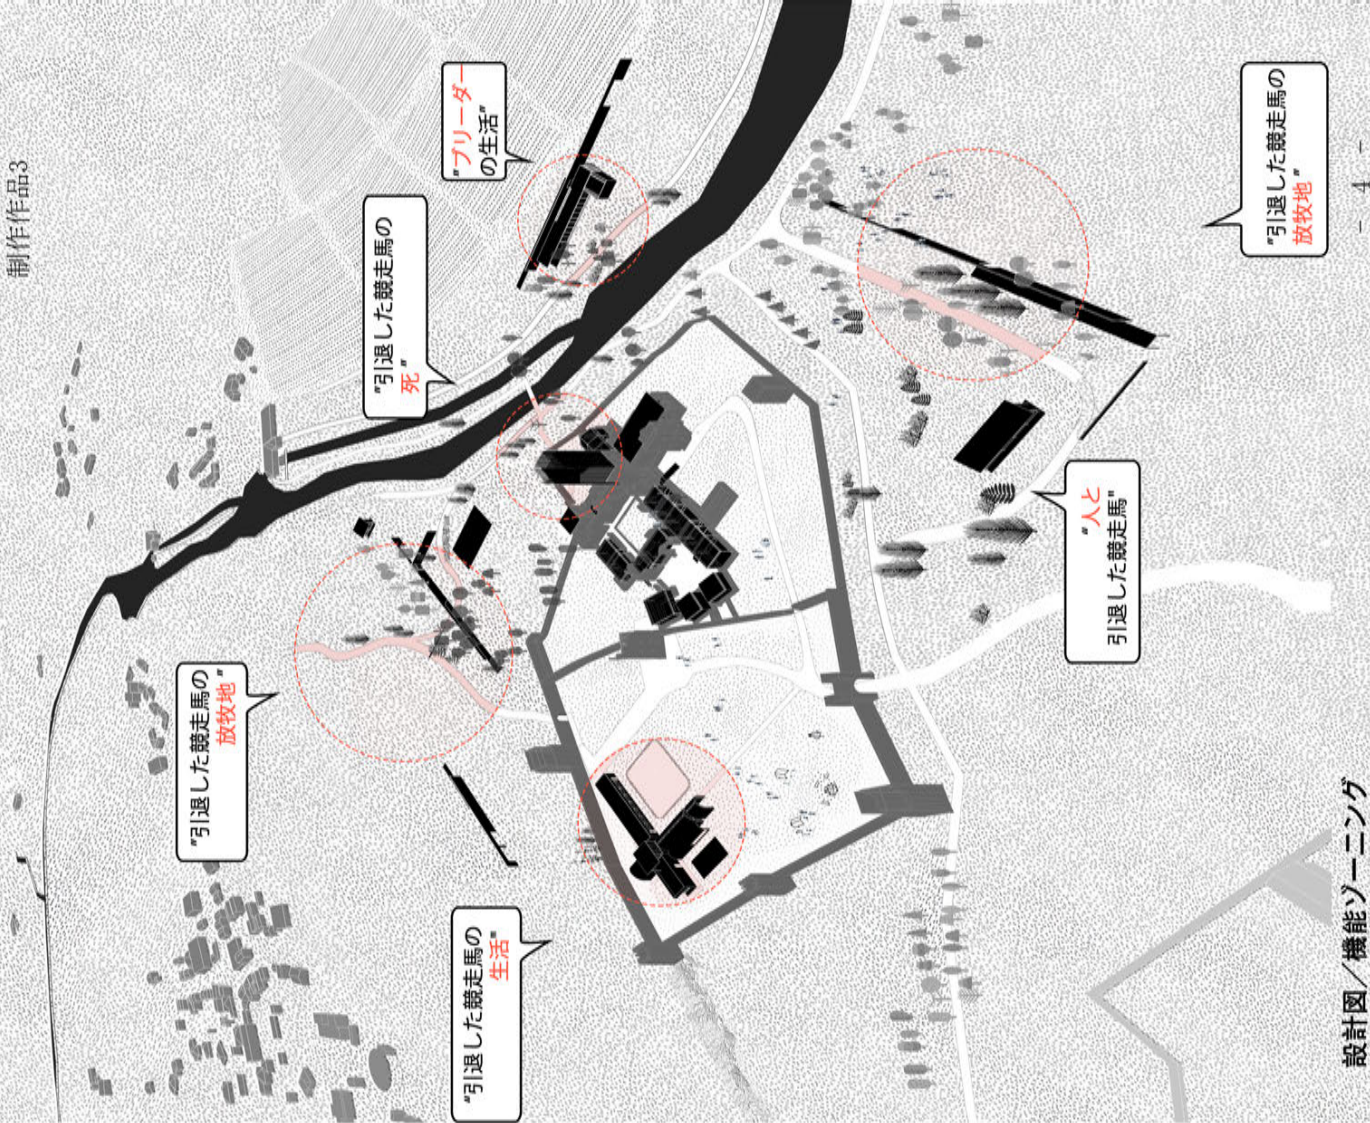 制作作品3
"ブリーダー
の生活"
"引退した競走馬の
死"
"引退した競走馬の
放牧地"
"引退した競走馬の
生活"
"引退した競走馬の
放牧地"
"人と
引退した競走馬"
設計図／機能ゾーニング
- 4 -